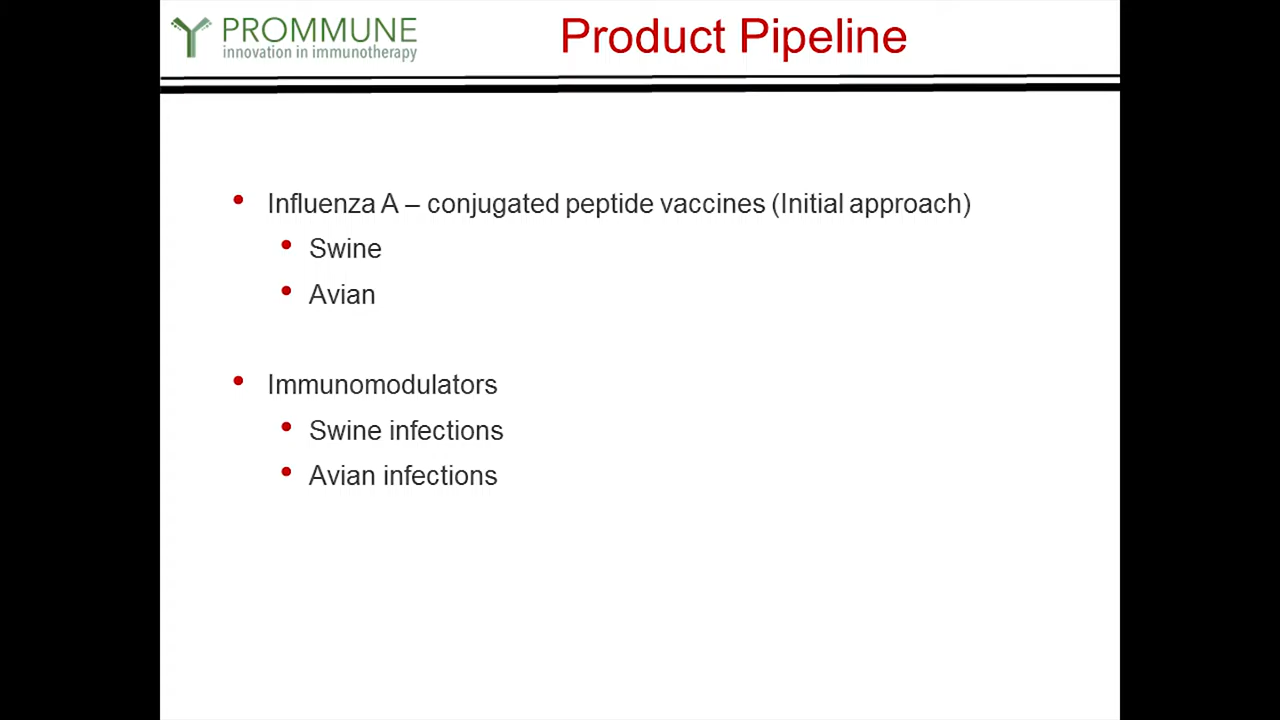 PROMMUNE
innovation in immunotherapy
Product Pipeline
• Influenza A – conjugated peptide vaccines (Initial approach)
• Swine
• Avian
• Immunomodulators
• Swine infections
• Avian infections